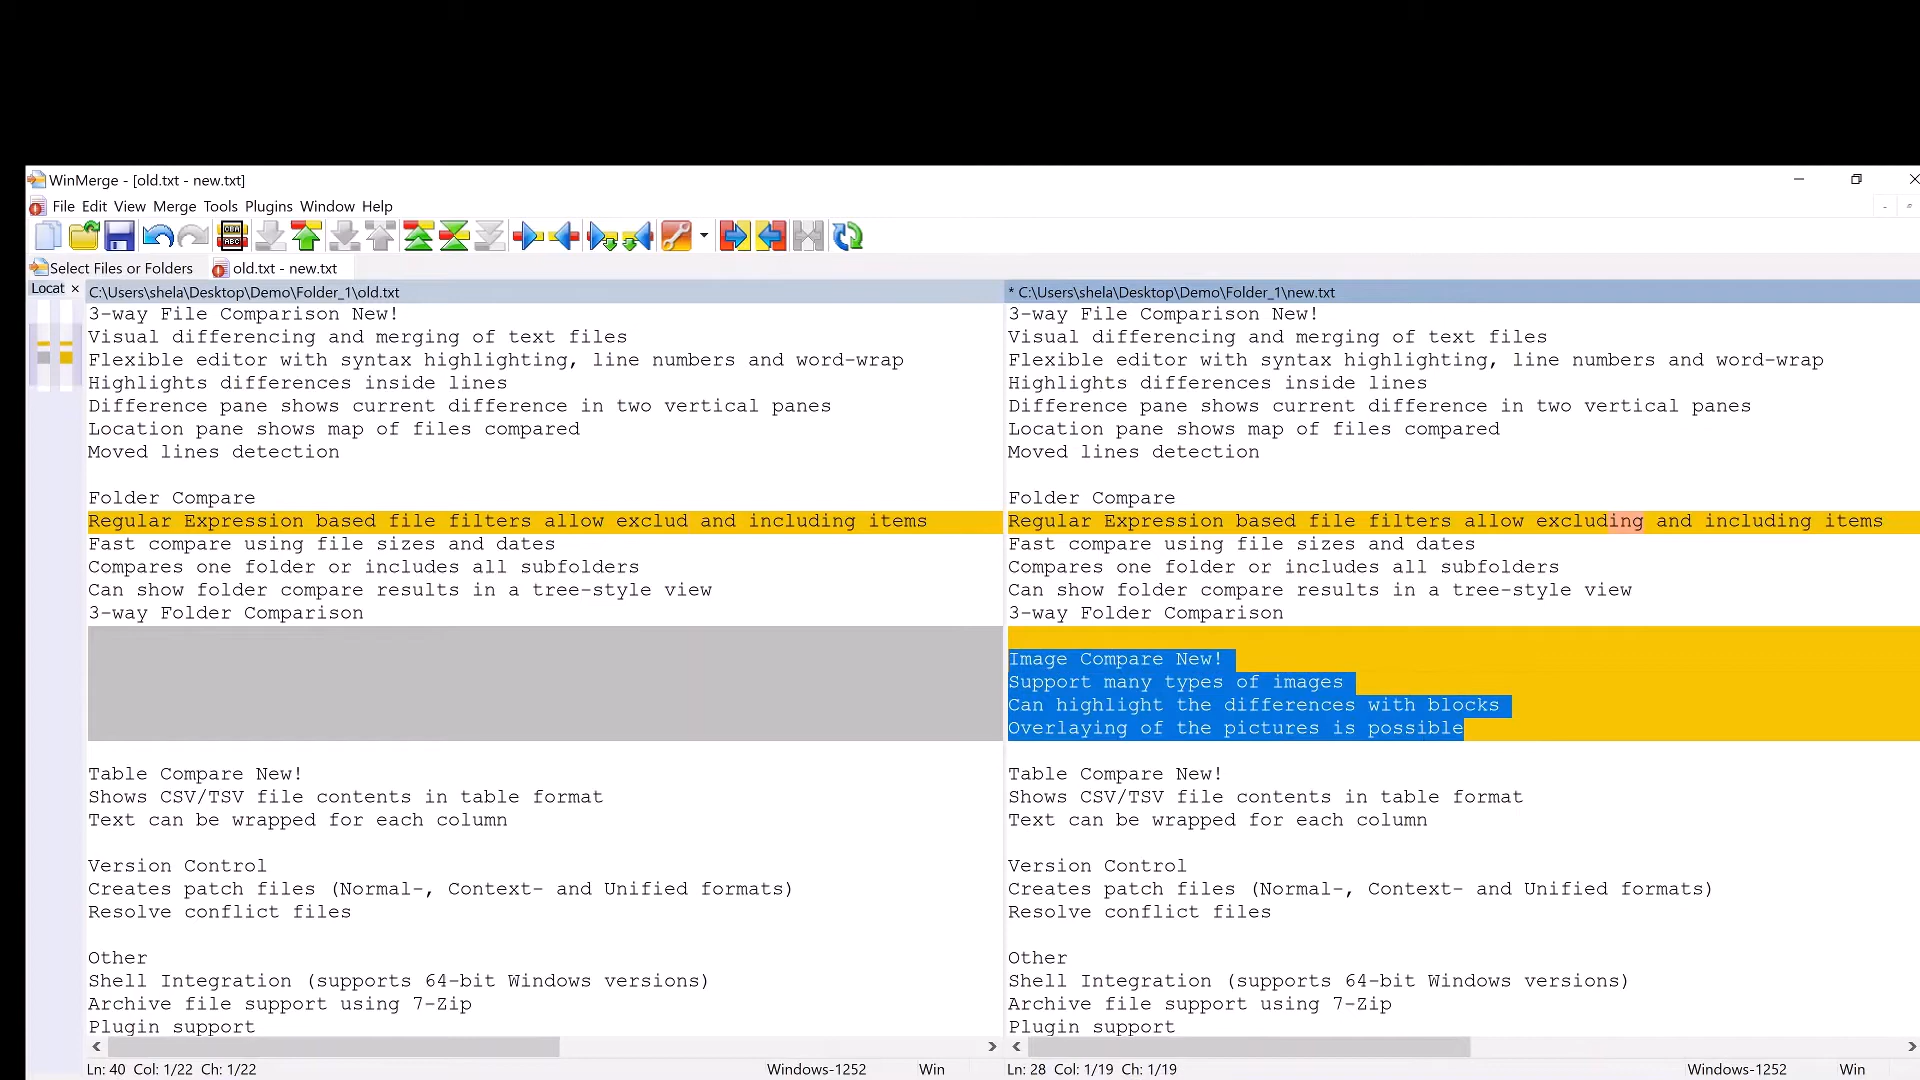 WinMerge - [old.txt - new.txt]
File Edit View Merge Tools Plugins Window Help
Select Files or Folders
old.txt - new.txt
Locat
C:\Users\shela\Desktop\Demo\Folder_1\old.txt
3-way File Comparison New!
Visual differencing and merging of text files
Flexible editor with syntax highlighting, line numbers and word-wrap
Highlights differences inside lines
Difference pane shows current difference in two vertical panes
Location pane shows map of files compared
Moved lines detection
Folder Compare
Regular Expression based file filters allow exclud and including items
Fast compare using file sizes and dates
Compares one folder or includes all subfolders
Can show folder compare results in a tree-style view
3-way Folder Comparison
Table Compare New!
Shows CSV/TSV file contents in table format
Text can be wrapped for each column
Version Control
Creates patch files (Normal-, Context- and Unified formats)
Resolve conflict files
Other
Shell Integration (supports 64-bit Windows versions)
Archive file support using 7-Zip
Plugin support
Ln: 40 Col: 1/22 Ch: 1/22
Windows-1252
Win
* C:\Users\shela\Desktop\Demo\Folder_1\new.txt
3-way File Comparison New!
Visual differencing and merging of text files
Flexible editor with syntax highlighting, line numbers and word-wrap
Highlights differences inside lines
Difference pane shows current difference in two vertical panes
Location pane shows map of files compared
Moved lines detection
Folder Compare
Regular Expression based file filters allow excluding and including items
Fast compare using file sizes and dates
Compares one folder or includes all subfolders
Can show folder compare results in a tree-style view
3-way Folder Comparison
Image Compare New!
Support many types of images
Can highlight the differences with blocks
Overlaying of the pictures is possible
Table Compare New!
Shows CSV/TSV file contents in table format
Text can be wrapped for each column
Version Control
Creates patch files (Normal-, Context- and Unified formats)
Resolve conflict files
Other
Shell Integration (supports 64-bit Windows versions)
Archive file support using 7-Zip
Plugin support
Ln: 28 Col: 1/19 Ch: 1/19
Windows-1252
Win